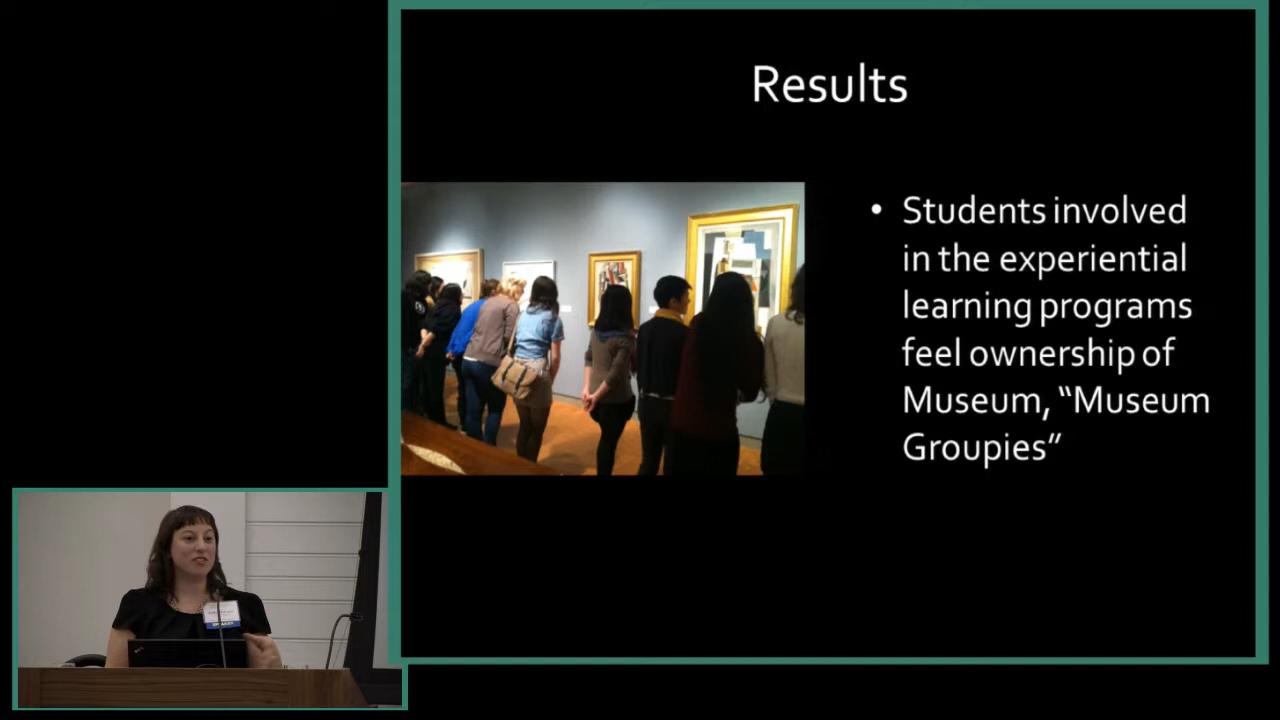 Results
• Students involved
in the experiential
learning programs
feel ownership of
Museum, “Museum
Groupies”